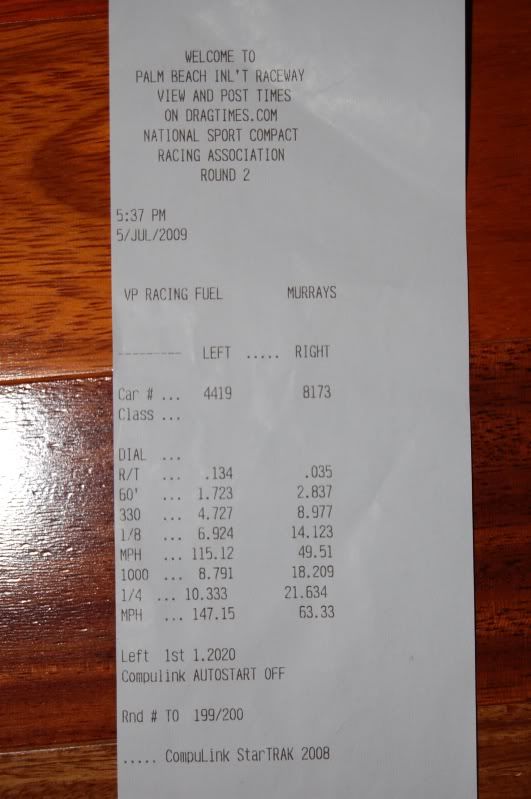 WELCOME TO
PALM BEACH INL'T RACEWAY
VIEW AND POST TIMES
ON DRAGTIMES.COM
NATIONAL SPORT COMPACT
RACING ASSOCIATION
ROUND 2
5:37 PM
5/JUL/2009
VP RACING FUEL MURRAYS
--------- LEFT ..... RIGHT
Car # ... 4419 8173
Class ...
DIAL ...
R/T ... .134 .035
60' ... 1.723 2.837
330 ... 4.727 8.977
1/8 ... 6.924 14.123
MPH ... 115.12 49.51
1000 ... 8.791 18.209
1/4 ... 10.333 21.634
MPH ... 147.15 63.33
Left 1st 1.2020
Compulink AUTOSTART OFF
Rnd # TO 199/200
..... CompuLink StarTRAK 2008